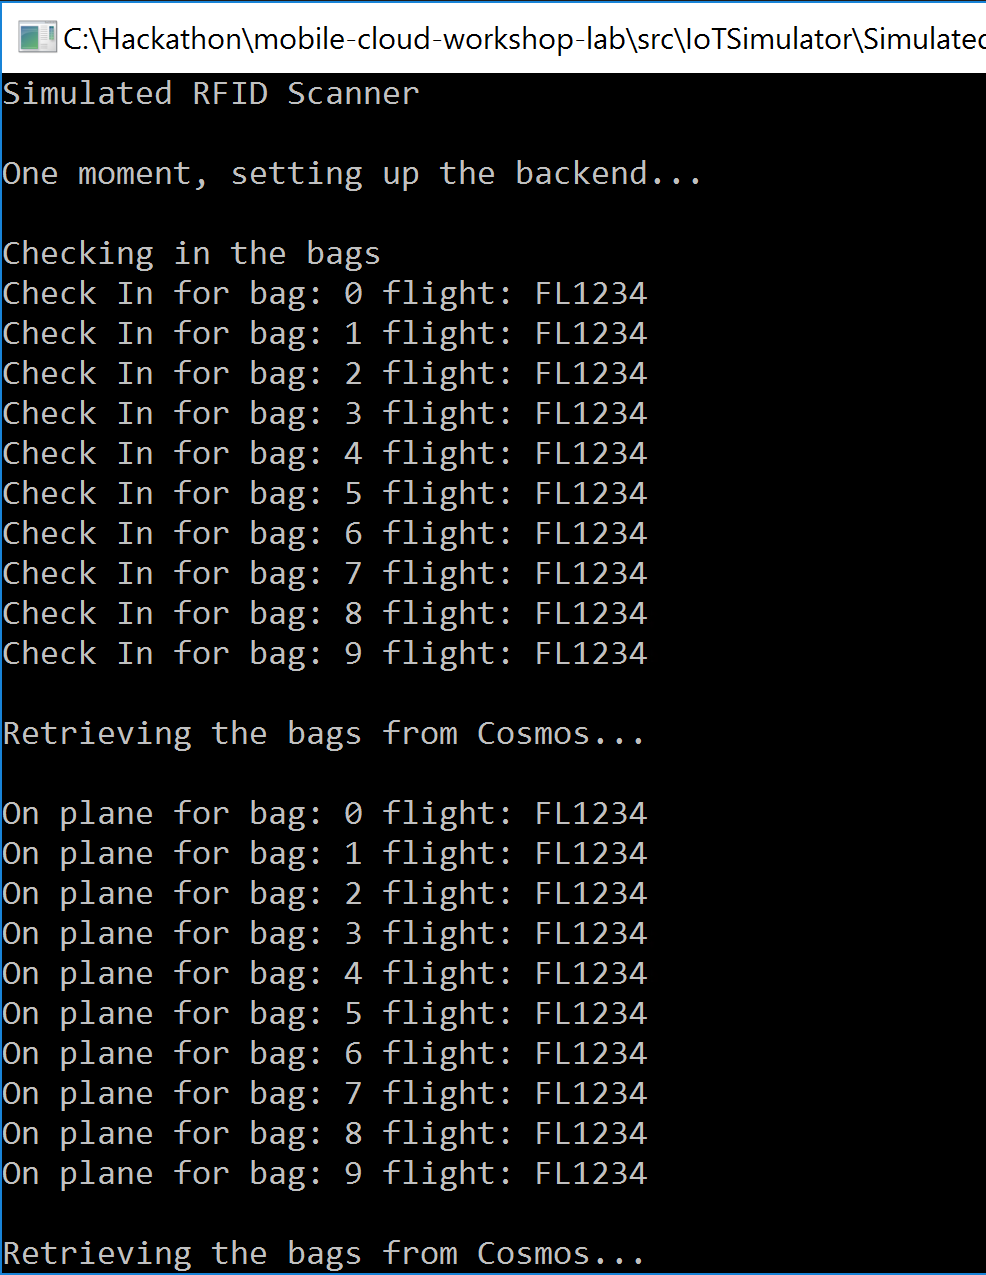 C:\Hackathon\mobile-cloud-workshop-lab\src\IoTSimulator\Simulated
Simulated RFID Scanner
One moment, setting up the backend...
Checking in the bags
Check In for bag: 0 flight: FL1234
Check In for bag: 1 flight: FL1234
Check In for bag: 2 flight: FL1234
Check In for bag: 3 flight: FL1234
Check In for bag: 4 flight: FL1234
Check In for bag: 5 flight: FL1234
Check In for bag: 6 flight: FL1234
Check In for bag: 7 flight: FL1234
Check In for bag: 8 flight: FL1234
Check In for bag: 9 flight: FL1234
Retrieving the bags from Cosmos...
On plane for bag: 0 flight: FL1234
On plane for bag: 1 flight: FL1234
On plane for bag: 2 flight: FL1234
On plane for bag: 3 flight: FL1234
On plane for bag: 4 flight: FL1234
On plane for bag: 5 flight: FL1234
On plane for bag: 6 flight: FL1234
On plane for bag: 7 flight: FL1234
On plane for bag: 8 flight: FL1234
On plane for bag: 9 flight: FL1234
Retrieving the bags from Cosmos...